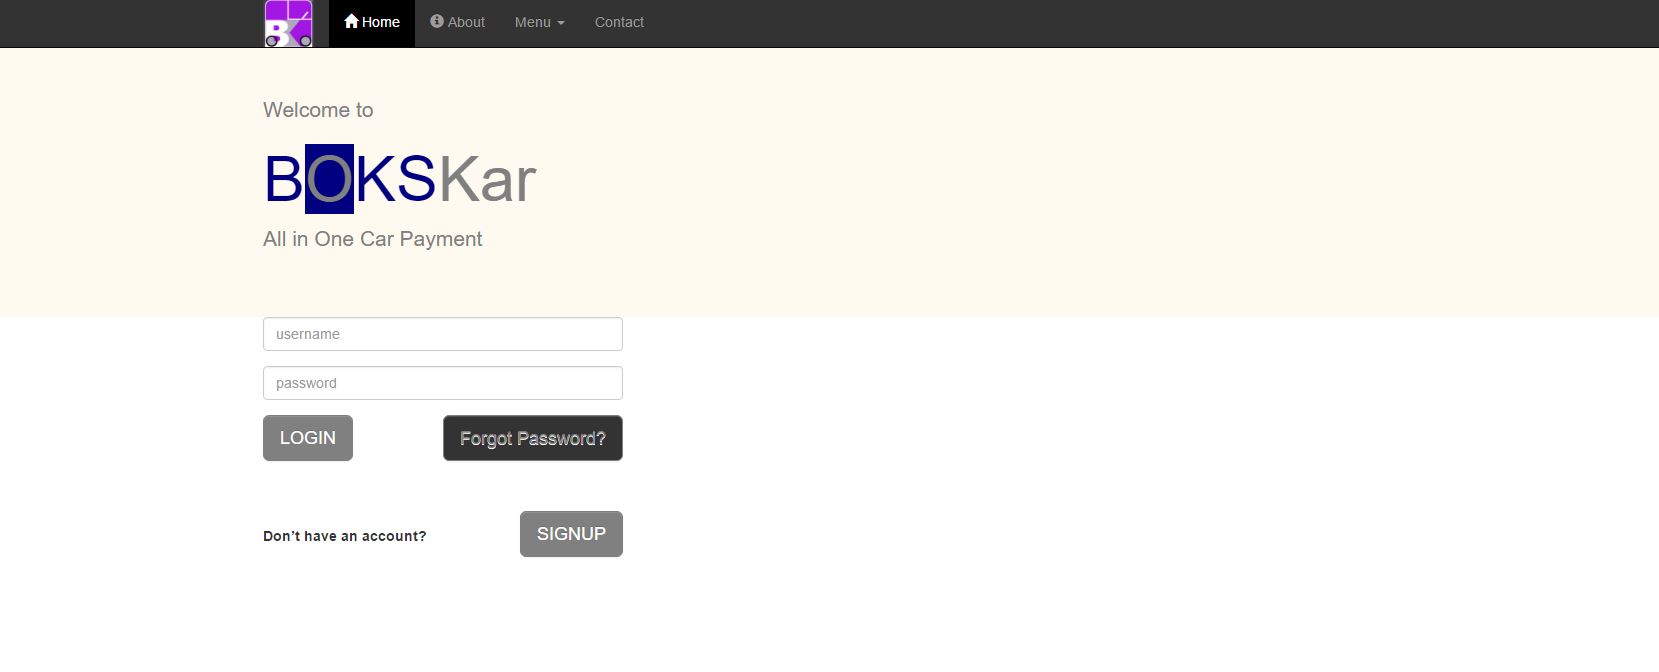 BK Home About Menu Contact
Welcome to
BOKSKar
All in One Car Payment
username
password
LOGIN Forgot Password?
Don't have an account? SIGNUP